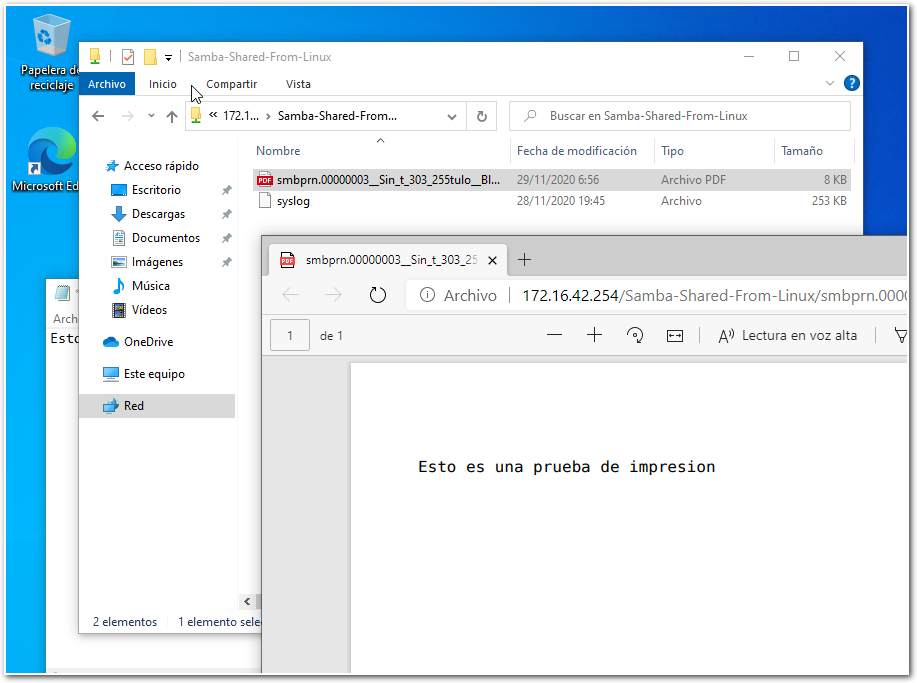 Papelera de
reciclaje
Microsoft Ed
Samba-Shared-From-Linux
Archivo Inicio Compartir Vista
« 172.1... > Samba-Shared-From...
Buscar en Samba-Shared-From-Linux
Nombre Fecha de modificación Tipo Tamaño
smbprn.00000003__Sin_t_303_255tulo__Bl... 29/11/2020 6:56 Archivo PDF 8 KB
syslog 28/11/2020 19:45 Archivo 253 KB
Acceso rápido
Escritorio
Descargas
Documentos
Imágenes
Música
Vídeos
OneDrive
Este equipo
Red
2 elementos 1 elemento sele
Arch
Esto
PDF smbprn.00000003__Sin_t_303_25
Archivo | 172.16.42.254/Samba-Shared-From-Linux/smbprn.000
1 de 1 Lectura en voz alta
Esto es una prueba de impresion